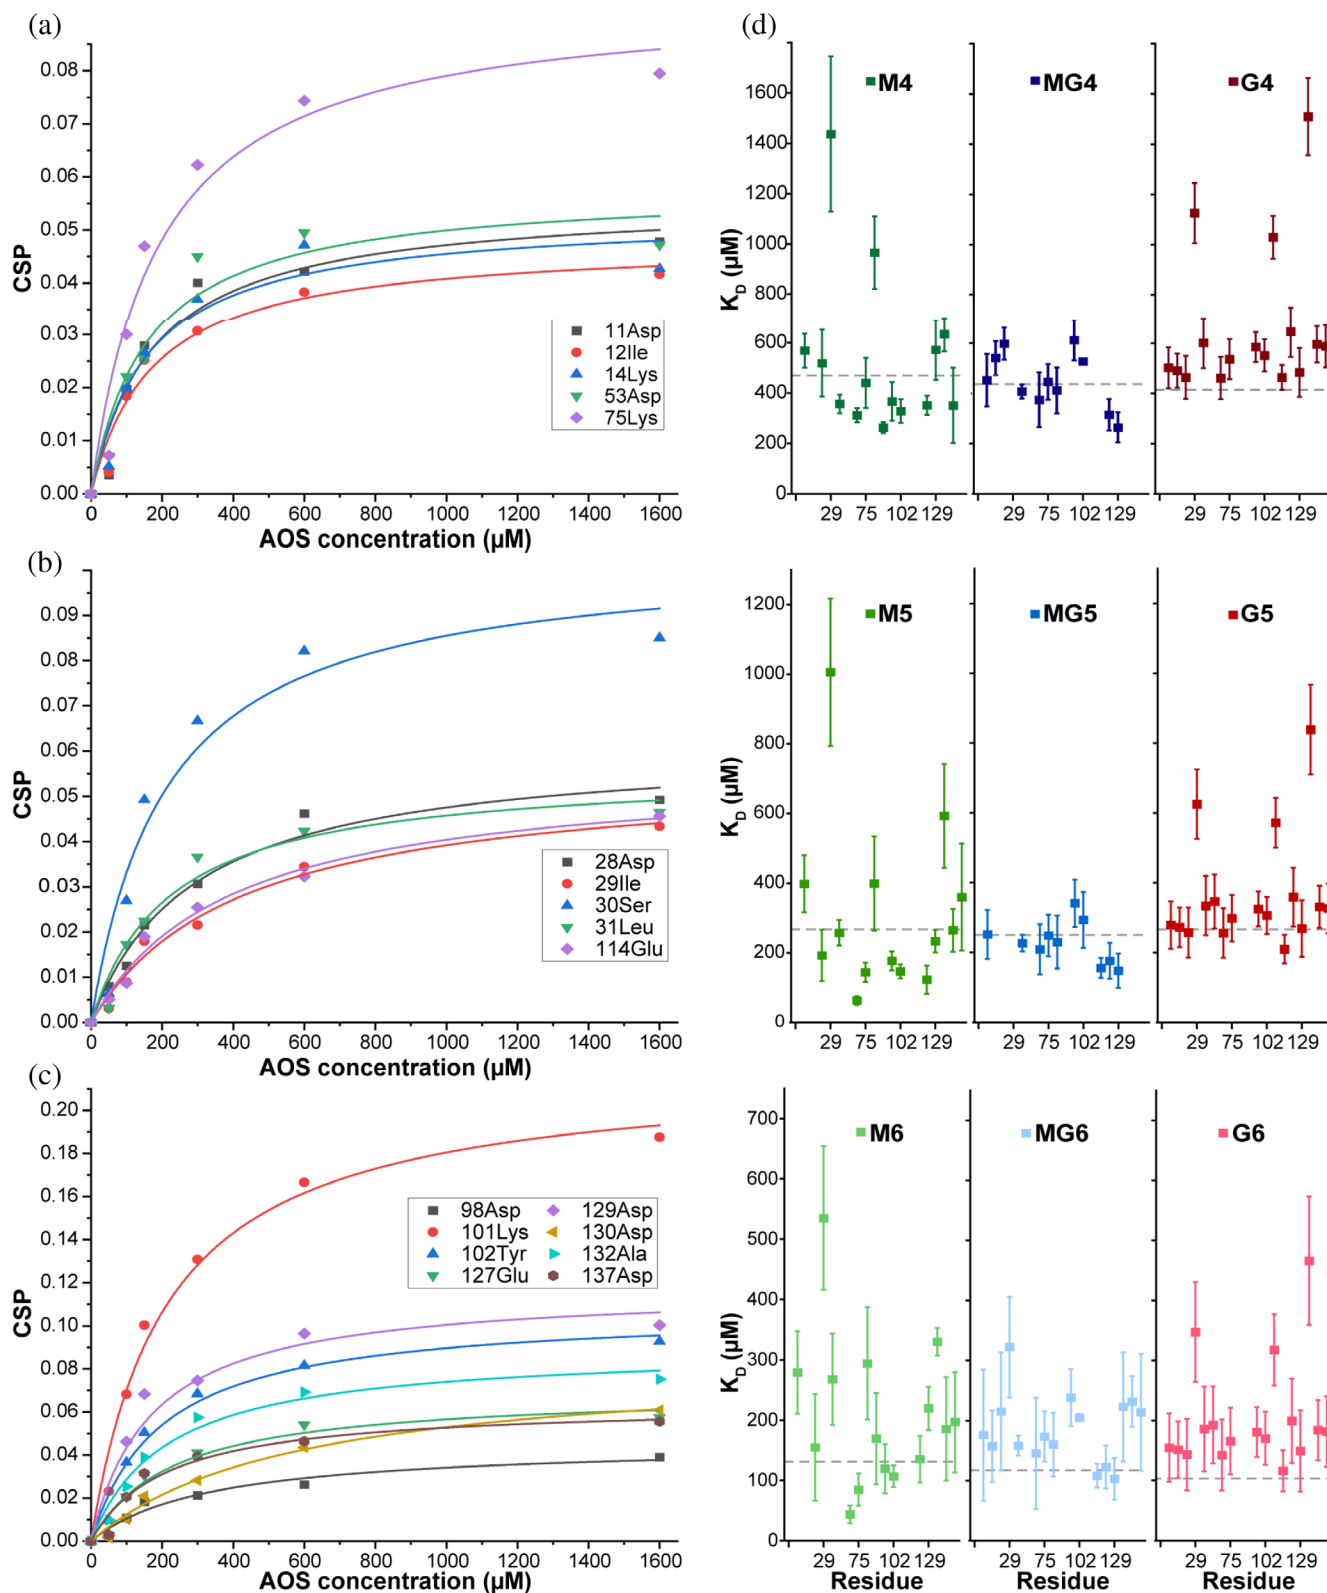 (a)
CSP
0.08
0.07
0.06
0.05
0.04
0.03
0.02
0.01
0.00
11Asp
12Ile
14Lys
53Asp
75Lys
0 200 400 600 800 1000 1200 1400 1600
AOS concentration (µM)
(b)
CSP
0.09
0.08
0.07
0.06
0.05
0.04
0.03
0.02
0.01
0.00
28Asp
29Ile
30Ser
31Leu
114Glu
0 200 400 600 800 1000 1200 1400 1600
AOS concentration (µM)
(c)
CSP
0.20
0.18
0.16
0.14
0.12
0.10
0.08
0.06
0.04
0.02
0.00
98Asp 129Asp
101Lys 130Asp
102Tyr 132Ala
127Glu 137Asp
0 200 400 600 800 1000 1200 1400 1600
AOS concentration (µM)
(d)
K_D (µM)
1600
1400
1200
1000
800
600
400
200
0
M4 MG4 G4
29 75 102 129 29 75 102 129 29 75 102 129
K_D (µM)
1200
1000
800
600
400
200
0
M5 MG5 G5
29 75 102 129 29 75 102 129 29 75 102 129
K_D (µM)
700
600
500
400
300
200
100
0
M6 MG6 G6
29 75 102 129 29 75 102 129 29 75 102 129
Residue Residue Residue